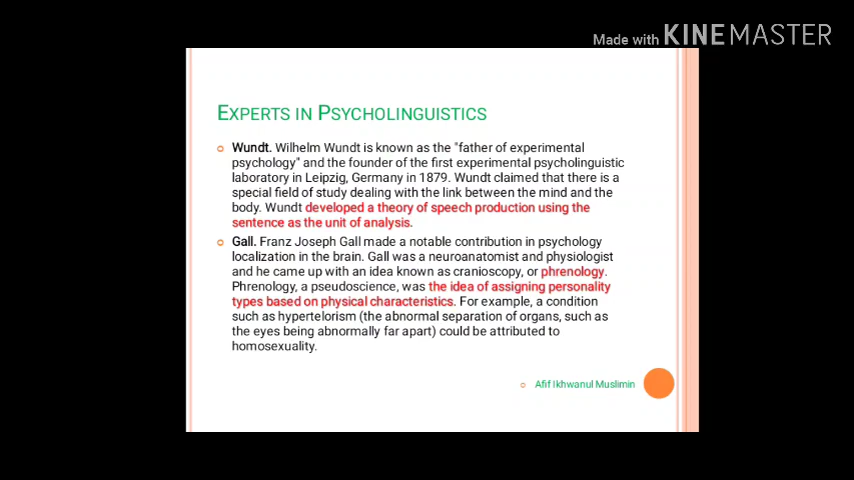 Made with KINEMASTER
EXPERTS IN PSYCHOLINGUISTICS
Wundt. Wilhelm Wundt is known as the "father of experimental
psychology" and the founder of the first experimental psycholinguistic
laboratory in Leipzig, Germany in 1879. Wundt claimed that there is a
special field of study dealing with the link between the mind and the
body. Wundt developed a theory of speech production using the
sentence as the unit of analysis.
Gall. Franz Joseph Gall made a notable contribution in psychology
localization in the brain. Gall was a neuroanatomist and physiologist
and he came up with an idea known as cranioscopy, or phrenology.
Phrenology, a pseudoscience, was the idea of assigning personality
types based on physical characteristics. For example, a condition
such as hypertelorism (the abnormal separation of organs, such as
the eyes being abnormally far apart) could be attributed to
homosexuality.
Afif Ikhwanul Muslimin